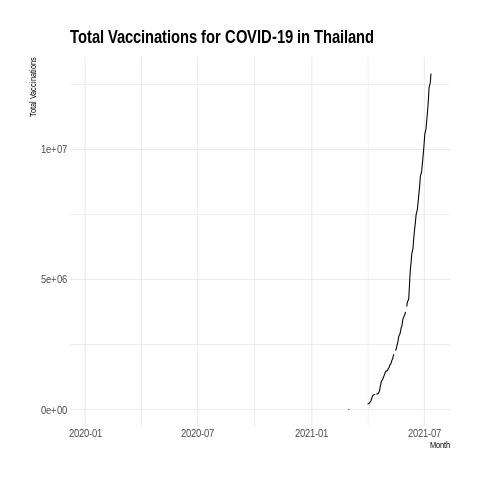 Total Vaccinations for COVID-19 in Thailand
Total Vaccinations
1e+07
5e+06
0e+00
2020-01
2020-07
2021-01
2021-07
Month